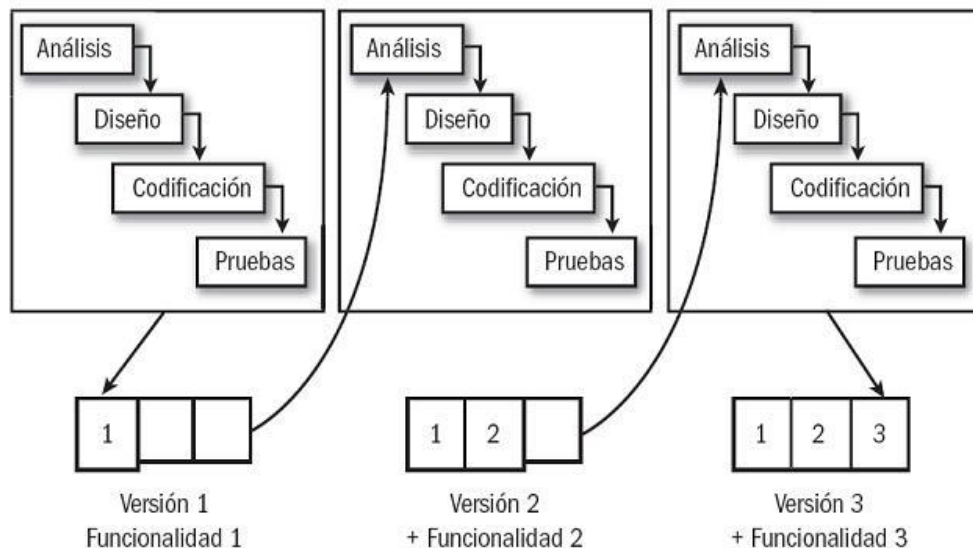 Análisis
Diseño
Codificación
Pruebas
Análisis
Diseño
Codificación
Pruebas
Análisis
Diseño
Codificación
Pruebas
1
1 2
1 2 3
Versión 1
Funcionalidad 1
Versión 2
+ Funcionalidad 2
Versión 3
+ Funcionalidad 3